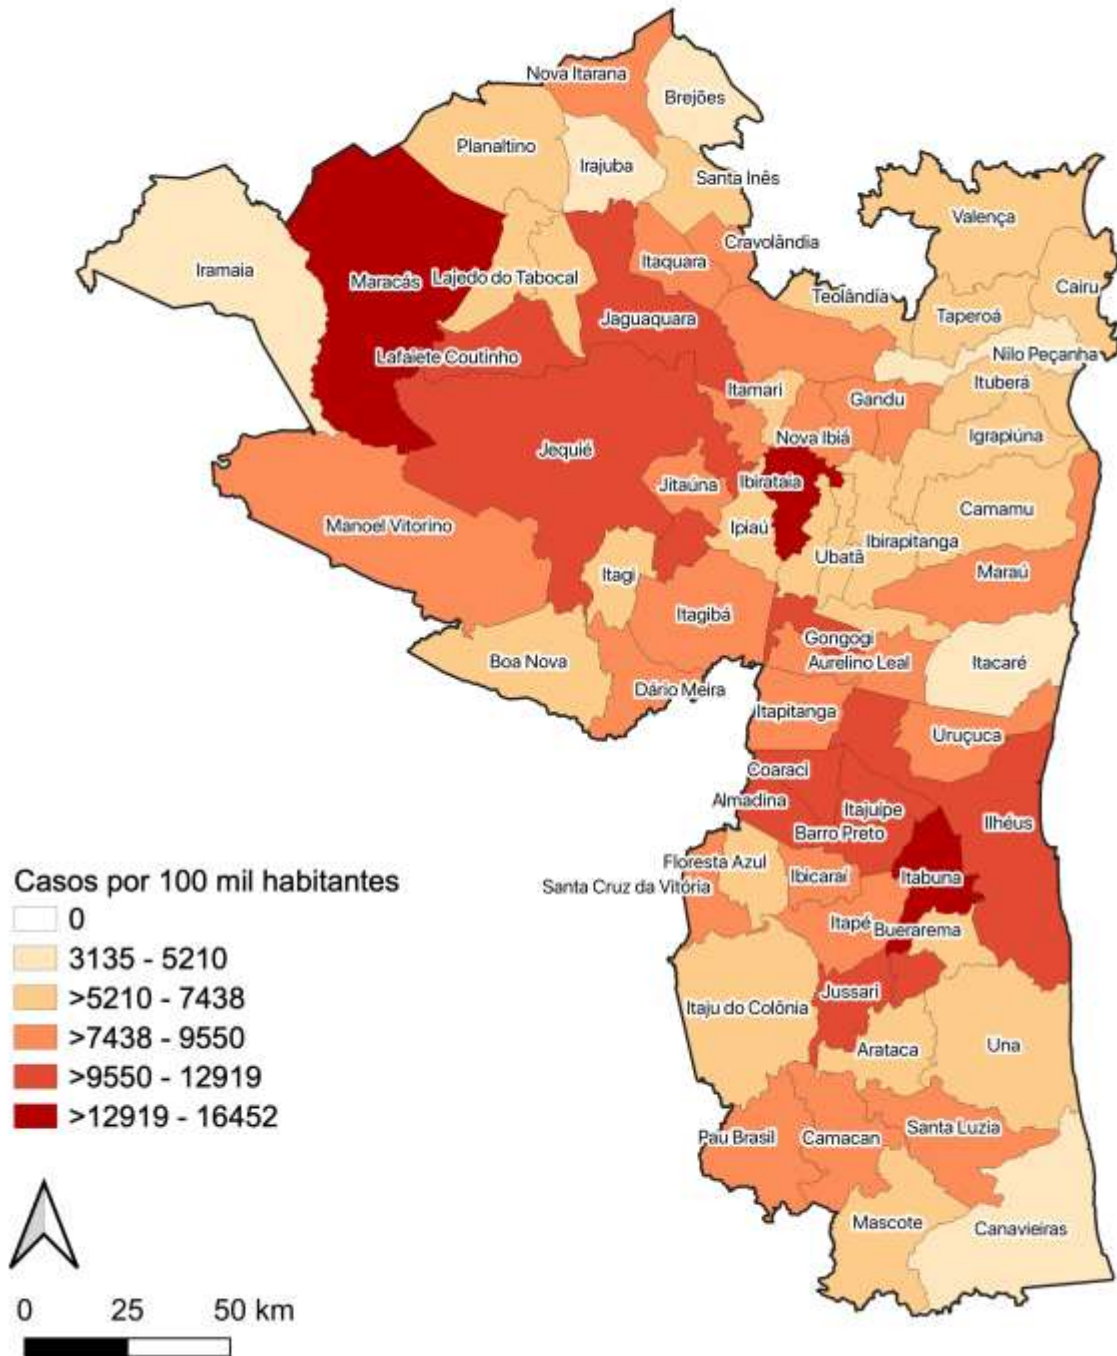 Nova Itarana
Brejões
Planaltino
Irajuba
Santa Inês
Valença
Cravolândia
Iramaia
Maracás
Lajedo do Tabocal
Itaquara
Teolândia
Cairu
Jaguaquara
Taperoá
Lafaiete Coutinho
Nilo Peçanha
Itamari
Gandu
Ituberá
Nova Ibiá
Igrapiúna
Jequié
Jitaúna
Ibirataia
Camamu
Manoel Vitorino
Ipiaú
Ubatã
Ibirapitanga
Itagi
Maraú
Itagibá
Gongogi
Boa Nova
Aurelino Leal
Itacaré
Dário Meira
Itapitanga
Uruçuca
Coaraci
Almadina
Itajuípe
Ilhéus
Barro Preto
Floresta Azul
Ibicaraí
Itabuna
Santa Cruz da Vitória
Itapé
Buerarema
Jussari
Itaju do Colônia
Arataca
Una
Pau Brasil
Camacan
Santa Luzia
Mascote
Canavieiras
Casos por 100 mil habitantes
0
3135 - 5210
>5210 - 7438
>7438 - 9550
>9550 - 12919
>12919 - 16452
0 25 50 km